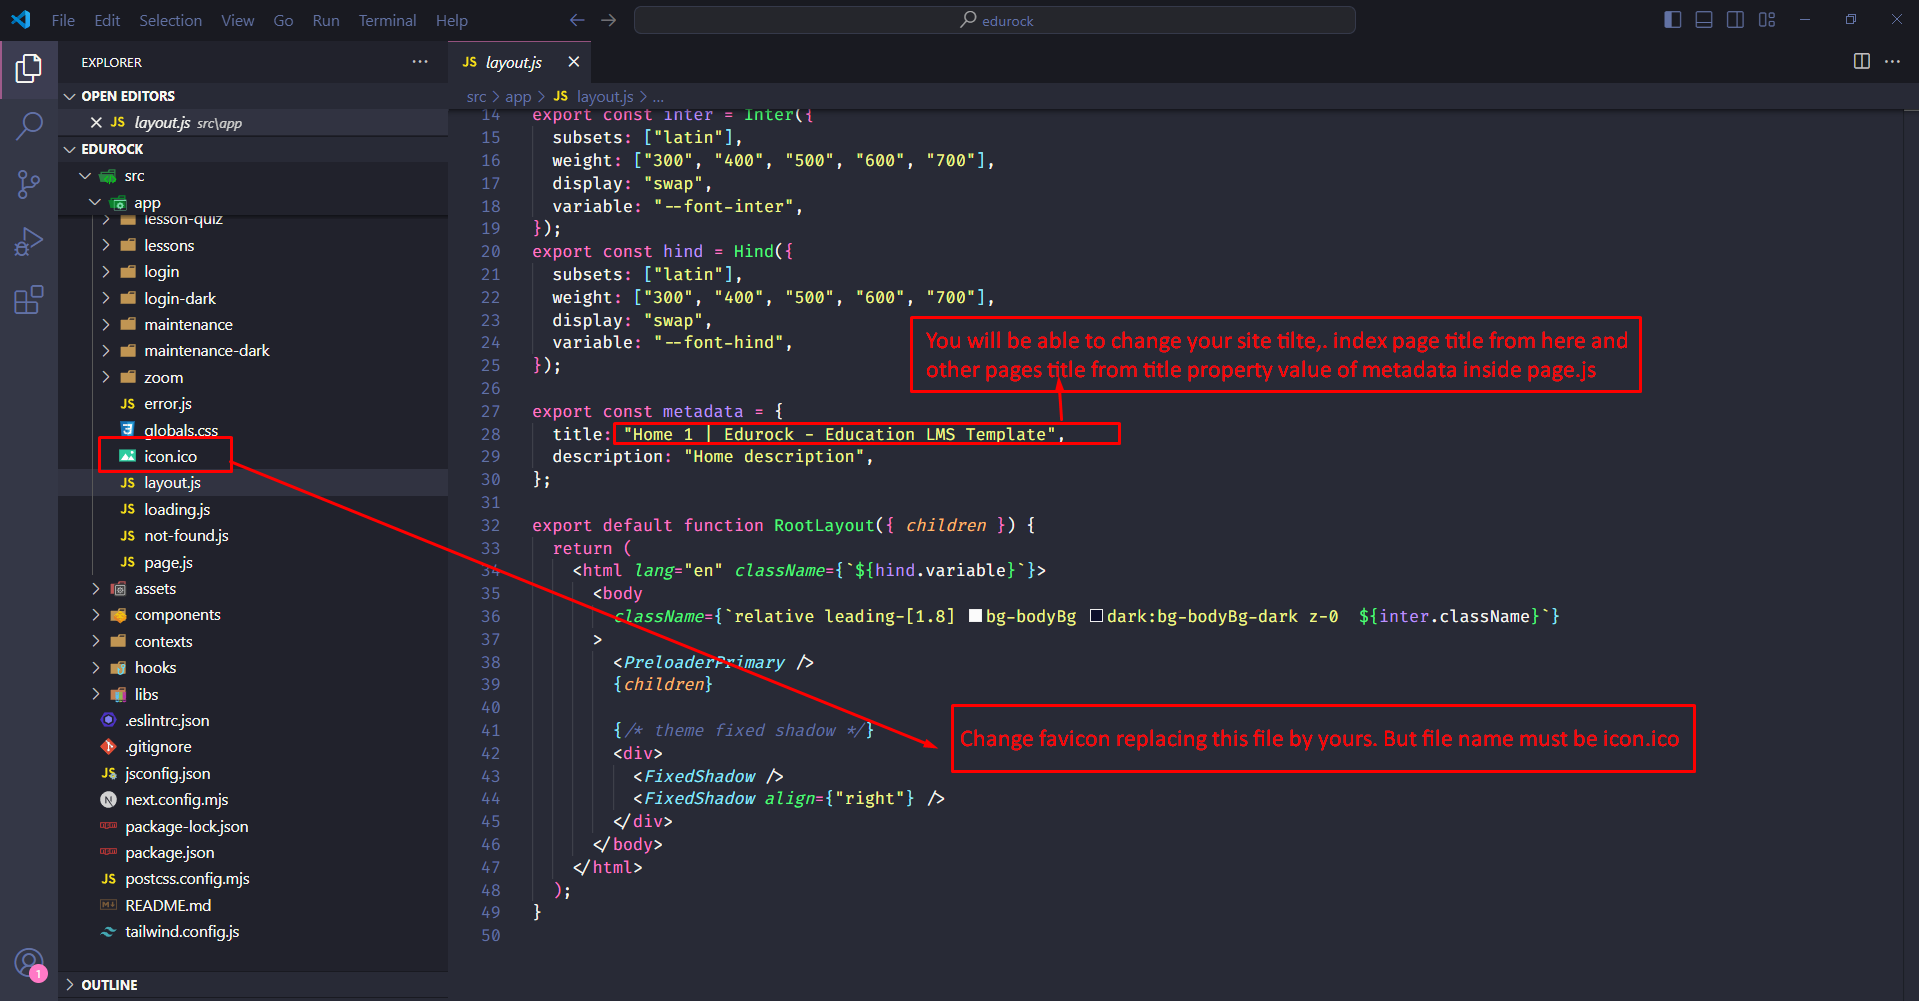 File Edit Selection View Go Run Terminal Help
edurock
EXPLORER
OPEN EDITORS
JS layout.js src\app
EDUROCK
src
app
lesson-quiz
lessons
login
login-dark
maintenance
maintenance-dark
zoom
JS error.js
globals.css
icon.ico
JS layout.js
JS loading.js
JS not-found.js
JS page.js
assets
components
contexts
hooks
libs
.eslintrc.json
.gitignore
JS jsconfig.json
N next.config.mjs
package-lock.json
package.json
JS postcss.config.mjs
README.md
tailwind.config.js
1
OUTLINE
JS layout.js
src > app > JS layout.js > ...
14 export const inter = Inter({
15 subsets: ["latin"],
16 weight: ["300", "400", "500", "600", "700"],
17 display: "swap",
18 variable: "--font-inter",
19 });
20 export const hind = Hind({
21 subsets: ["latin"],
22 weight: ["300", "400", "500", "600", "700"],
23 display: "swap",
24 variable: "--font-hind",
25 });
26
27 export const metadata = {
28 title: "Home 1 | Edurock - Education LMS Template",
29 description: "Home description",
30 };
31
32 export default function RootLayout({ children }) {
33 return (
34 <html lang="en" className={`${hind.variable}`}>
35 <body
36 className={`relative leading-[1.8] bg-bodyBg dark:bg-bodyBg-dark z-0 ${inter.className}`}
37 >
38 <PreloaderPrimary />
39 {children}
40
41 {/* theme fixed shadow */}
42 <div>
43 <FixedShadow />
44 <FixedShadow align={"right"} />
45 </div>
46 </body>
47 </html>
48 );
49 }
50
You will be able to change your site tilte,. index page title from here and
other pages title from title property value of metadata inside page.js
Change favicon replacing this file by yours. But file name must be icon.ico